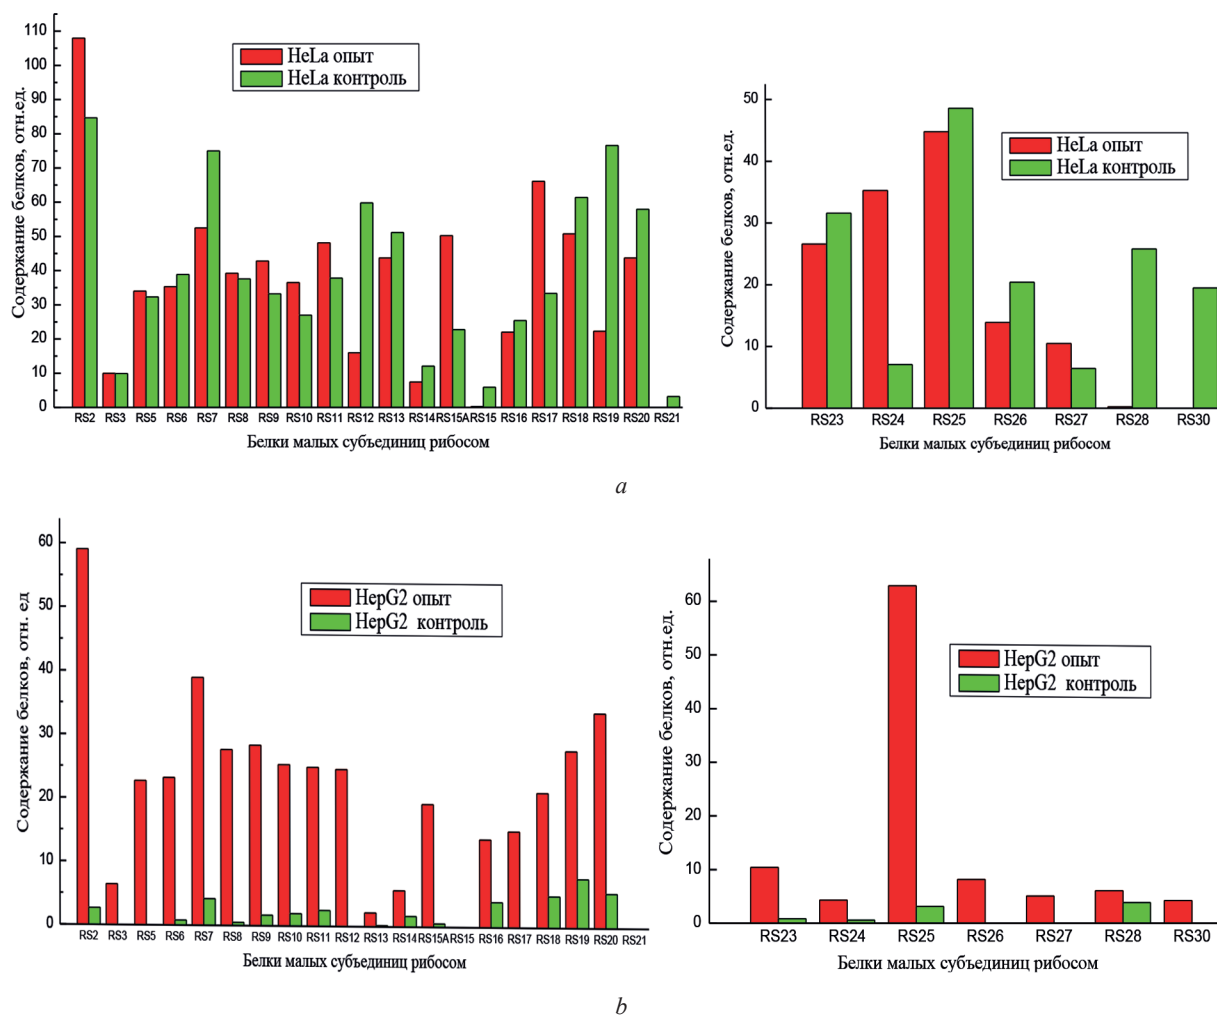 110
100
90
80
70
60
50
40
30
20
10
0
Содержание белков, отн.ед.
HeLa опыт
HeLa контроль
RS2 RS3 RS5 RS6 RS7 RS8 RS9 RS10 RS11 RS12 RS13 RS14 RS15A RS15 RS16 RS17 RS18 RS19 RS20 RS21
Белки малых субъединиц рибосом
50
40
30
20
10
0
Содержание белков, отн.ед.
HeLa опыт
HeLa контроль
RS23 RS24 RS25 RS26 RS27 RS28 RS30
Белки малых субъединиц рибосом
a
60
50
40
30
20
10
0
Содержание белков, отн. ед
HepG2 опыт
HepG2 контроль
RS2 RS3 RS5 RS6 RS7 RS8 RS9 RS10 RS11 RS12 RS13 RS14 RS15A RS15 RS16 RS17 RS18 RS19 RS20 RS21
Белки малых субъединиц рибосом
60
50
40
30
20
10
0
Содержание белков, отн.ед.
HepG2 опыт
HepG2 контроль
RS23 RS24 RS25 RS26 RS27 RS28 RS30
Белки малых субъединиц рибосом
b